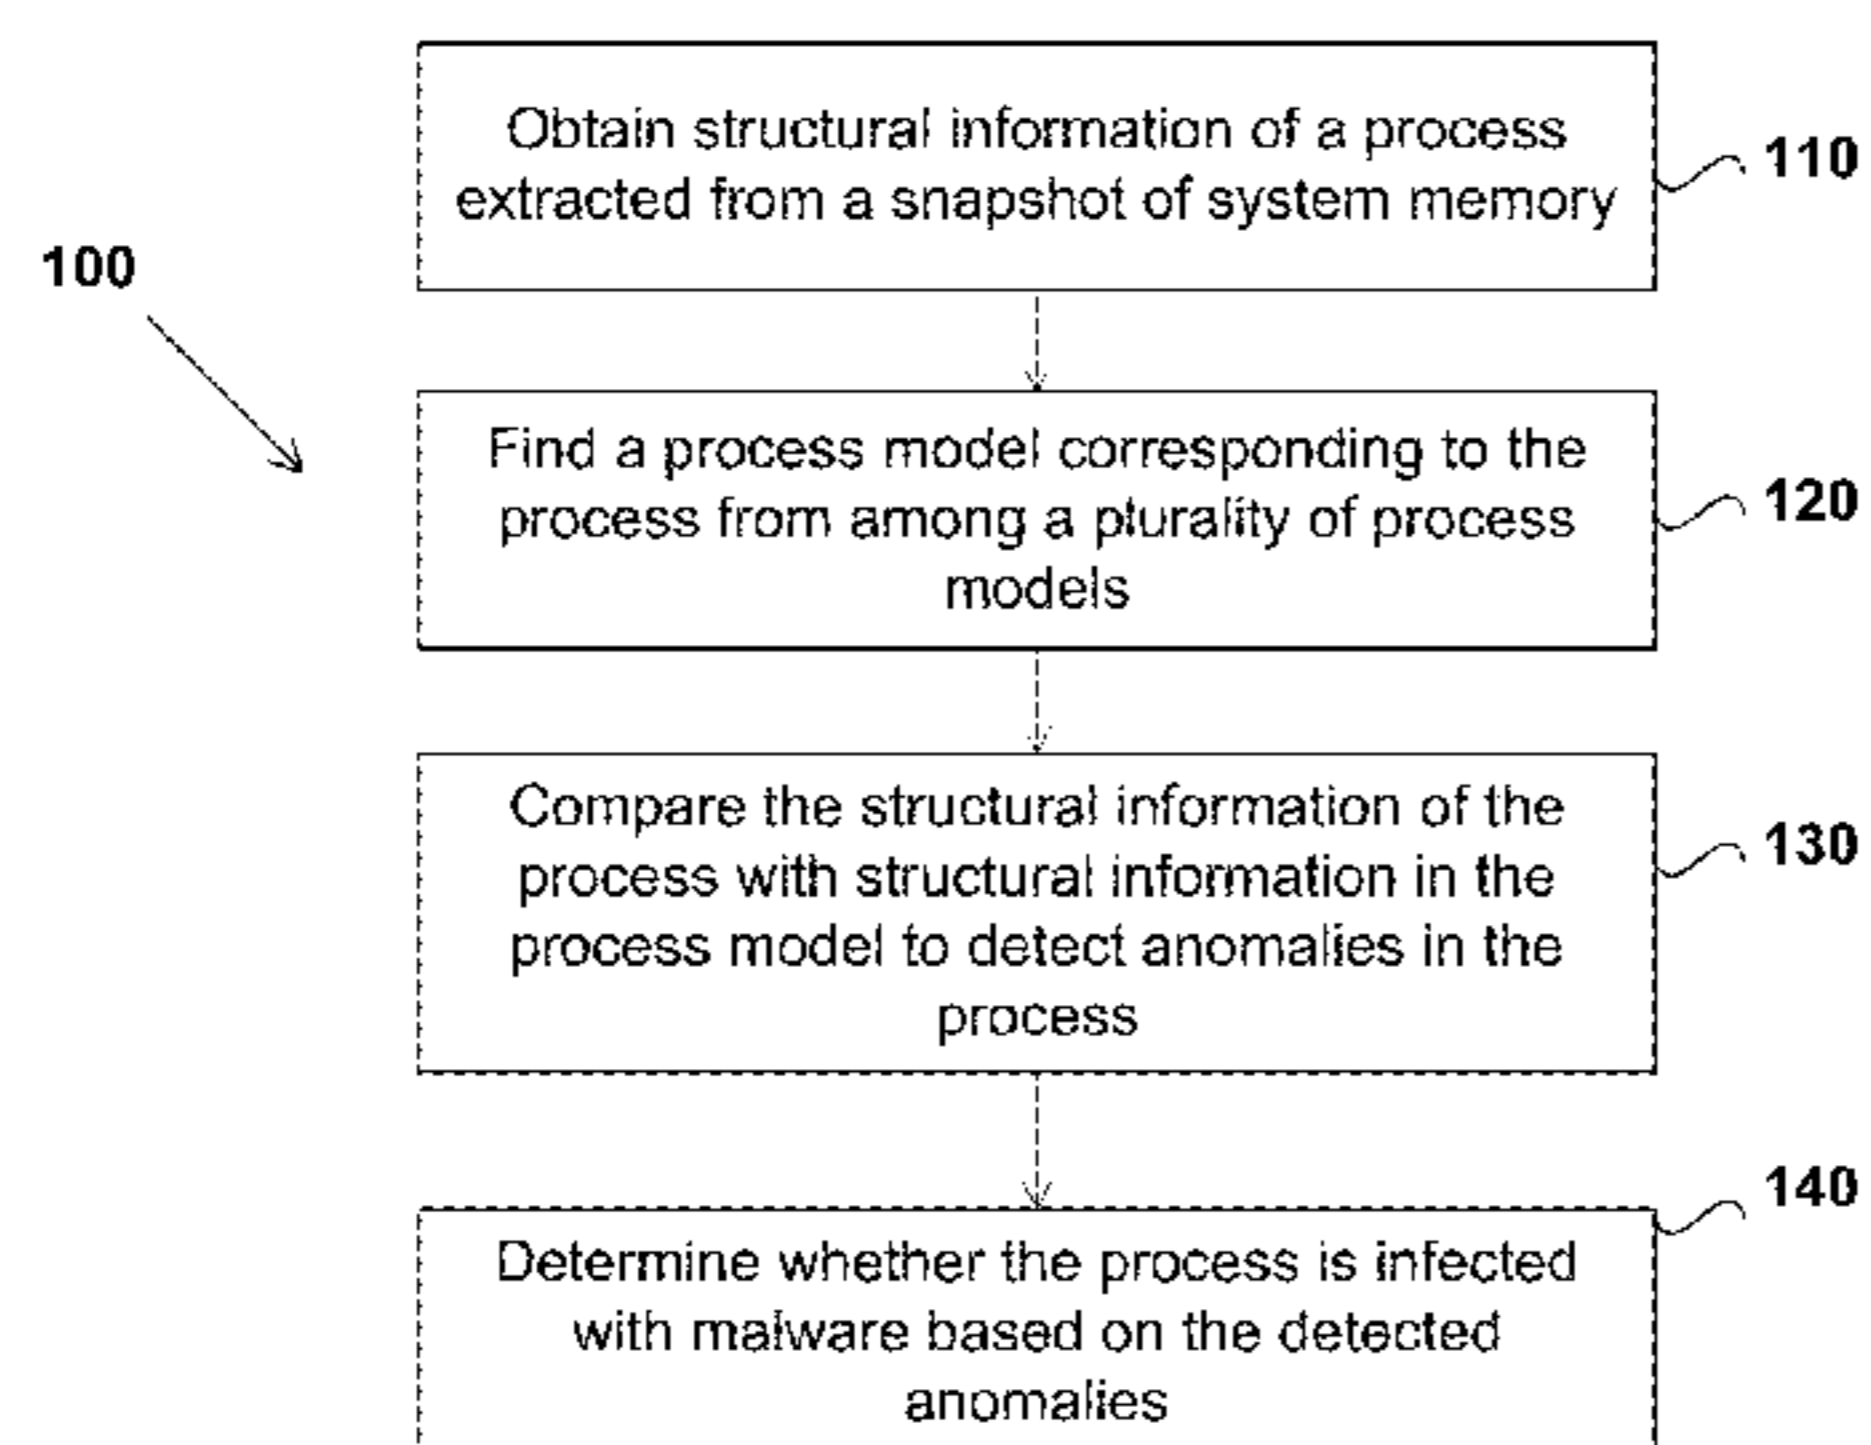 Obtain structural information of a process
extracted from a snapshot of system memory
110
100
Find a process model corresponding to the
process from among a plurality of process
models
120
Compare the structural information of the
process with structural information in the
process model to detect anomalies in the
process
130
140
Determine whether the process is infected
with malware based on the detected
anomalies